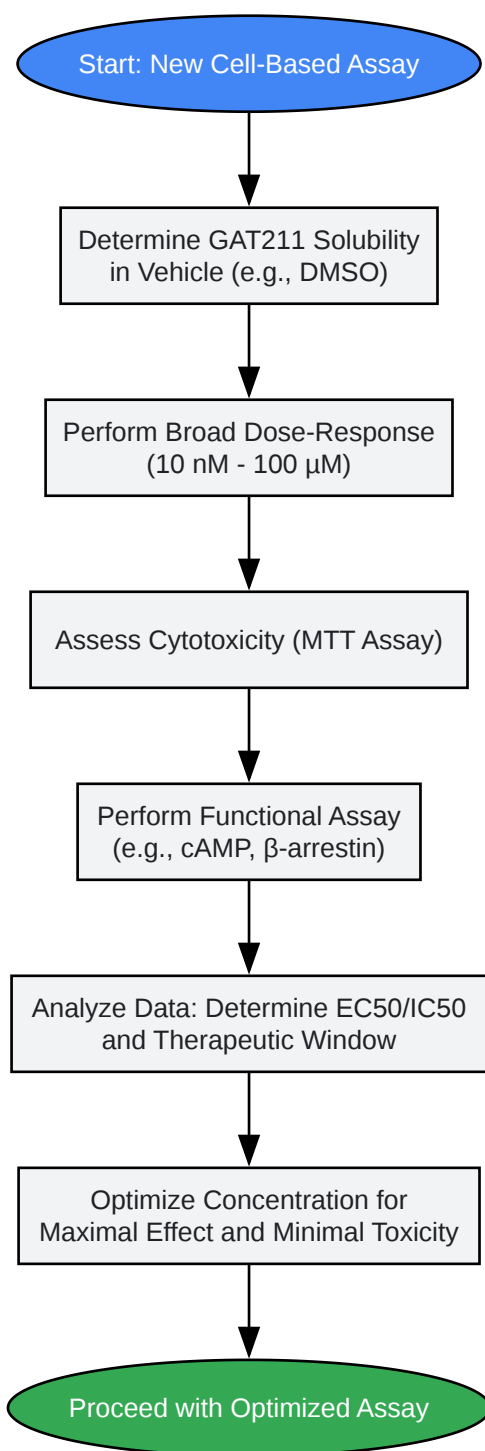 Start: New Cell-Based Assay
Determine GAT211 Solubility
in Vehicle (e.g., DMSO)
Perform Broad Dose-Response
(10 nM - 100 µM)
Assess Cytotoxicity (MTT Assay)
Perform Functional Assay
(e.g., cAMP, β-arrestin)
Analyze Data: Determine EC50/IC50
and Therapeutic Window
Optimize Concentration for
Maximal Effect and Minimal Toxicity
Proceed with Optimized Assay